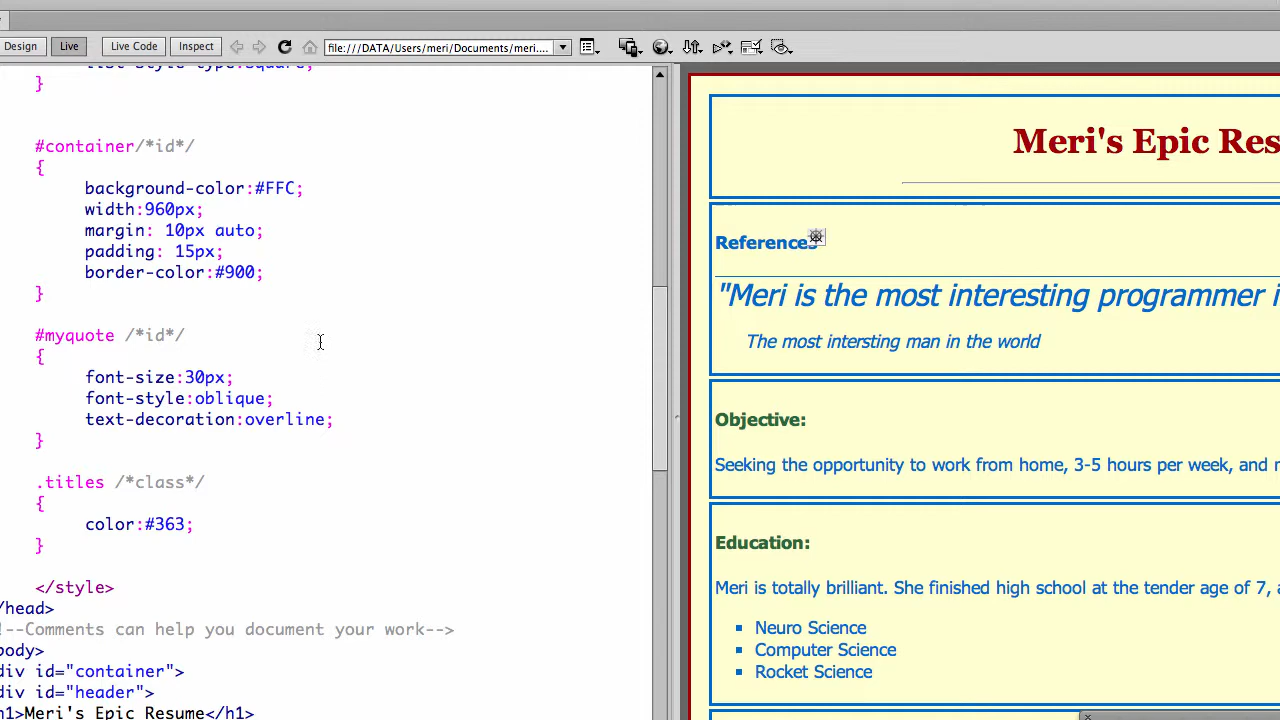 Design Live Live Code Inspect file:///DATA/Users/meri/Documents/meri....
list-style-type:square;
}
#container/*id*/
{
background-color:#FFC;
width:960px;
margin: 10px auto;
padding: 15px;
border-color:#900;
}
#myquote /*id*/
{
font-size:30px;
font-style:oblique;
text-decoration:overline;
}
.titles /*class*/
{
color:#363;
}
</style>
/head>
!--Comments can help you document your work-->
body>
div id="container">
div id="header">
h1>Meri's Epic Resume</h1>
Meri's Epic Res
References
"Meri is the most interesting programmer i
The most intersting man in the world
Objective:
Seeking the opportunity to work from home, 3-5 hours per week, and
Education:
Meri is totally brilliant. She finished high school at the tender age of 7,
Neuro Science
Computer Science
Rocket Science